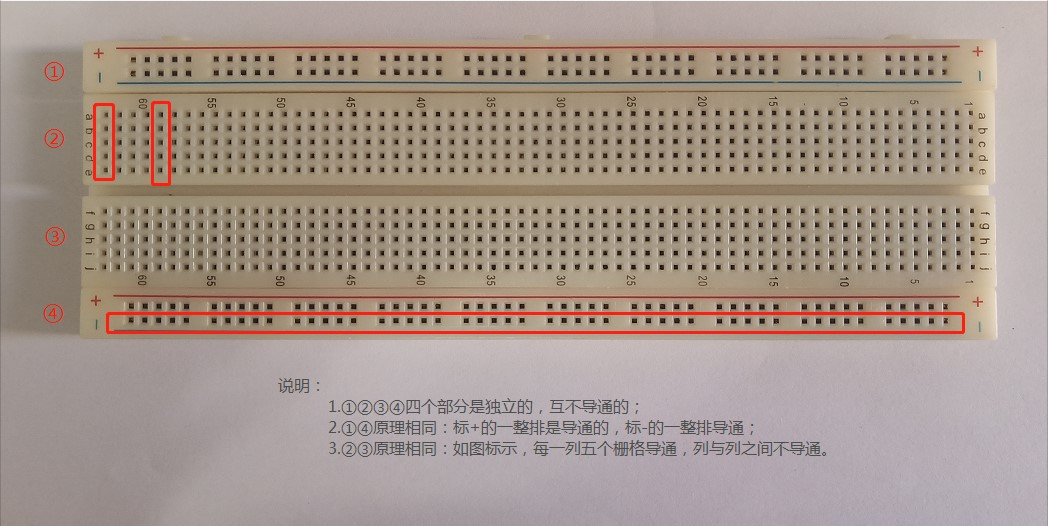 + +
①
- -
60 55 50 45 40 35 30 25 20 15 10 5 1
a a
b b
② c c
d d
e e
f f
g g
③ h h
i i
j j
60 55 50 45 40 35 30 25 20 15 10 5 1
+ +
④
- -
说明：
1.①②③④四个部分是独立的，互不导通的；
2.①④原理相同：标+的一整排是导通的，标-的一整排导通；
3.②③原理相同：如图标示，每一列五个栅格导通，列与列之间不导通。